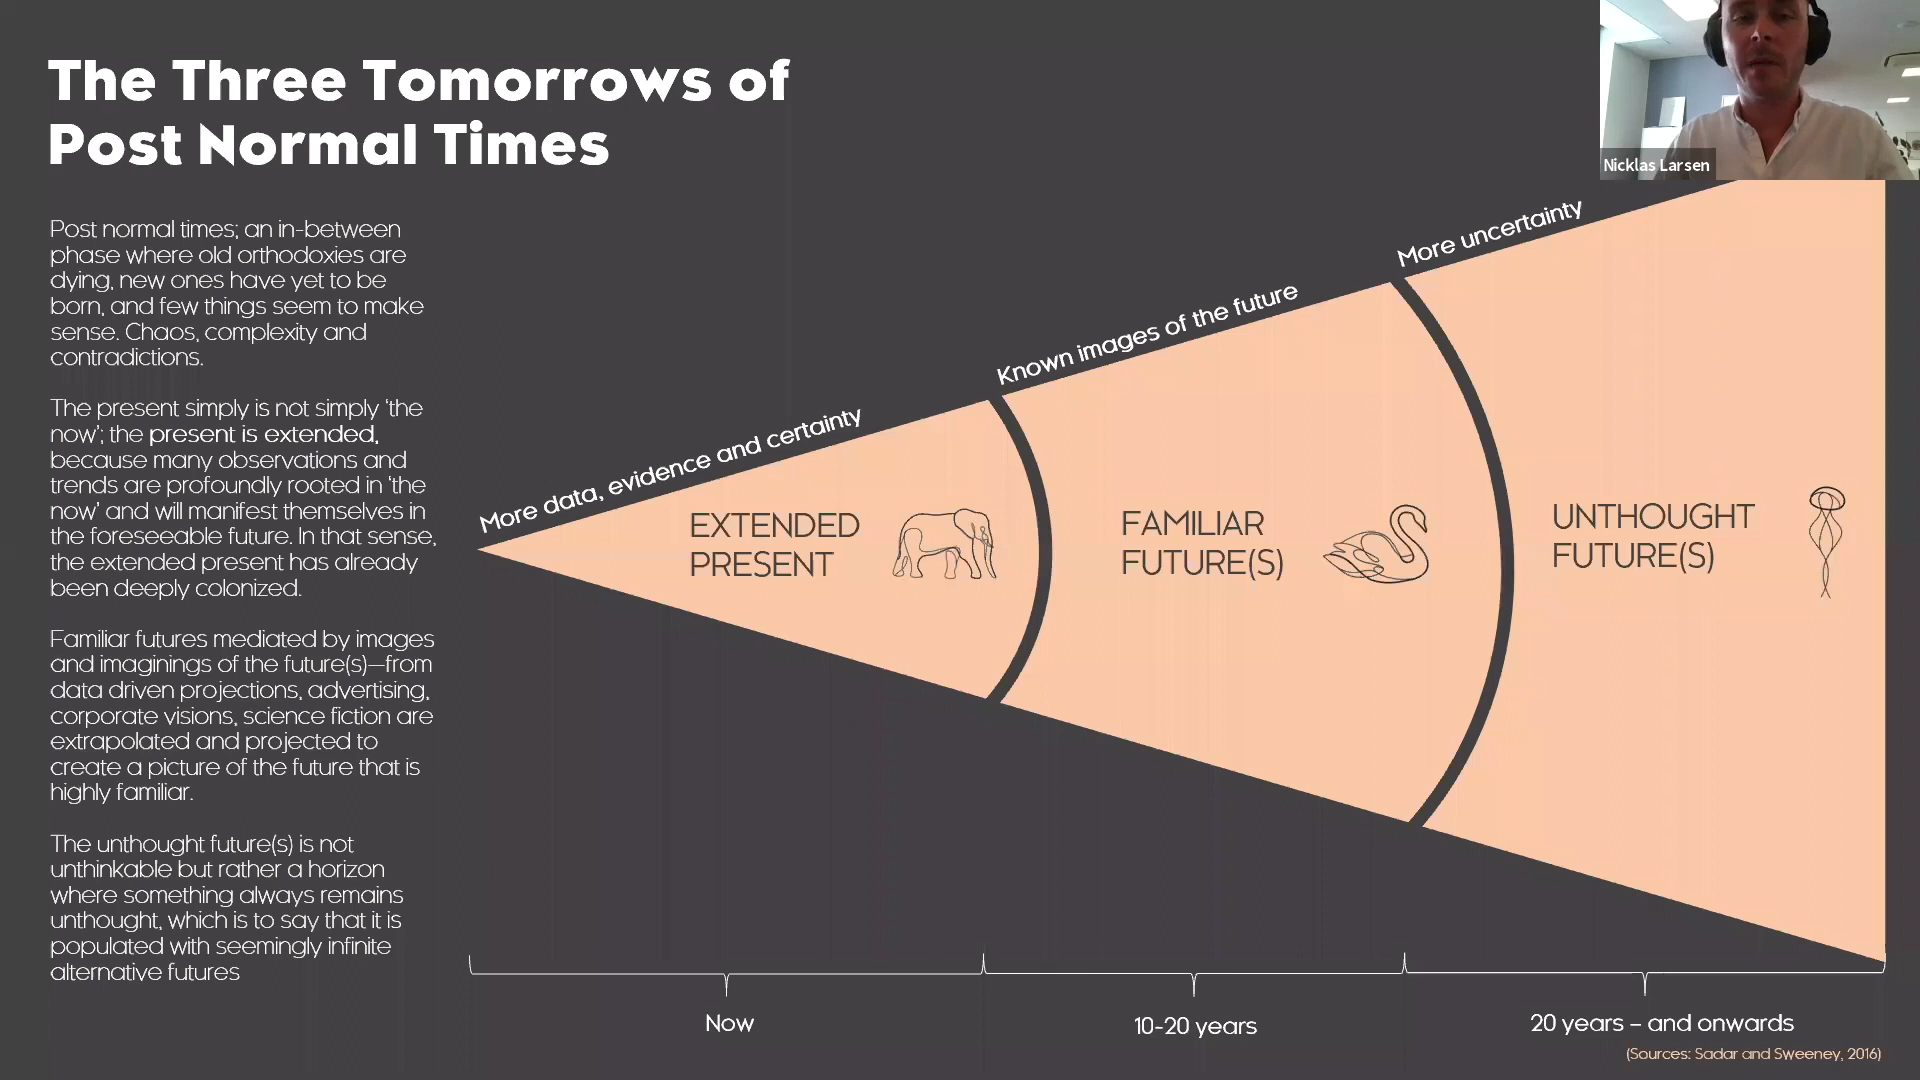 The Three Tomorrows of
Post Normal Times
Nicklas Larsen
Post normal times; an in-between
phase where old orthodoxies are
dying, new ones have yet to be
born, and few things seem to make
sense. Chaos, complexity and
contradictions.
The present simply is not simply ‘the
now’; the present is extended,
because many observations and
trends are profoundly rooted in ‘the
now’ and will manifest themselves in
the foreseeable future. In that sense,
the extended present has already
been deeply colonized.
Familiar futures mediated by images
and imaginings of the future(s)—from
data driven projections, advertising,
corporate visions, science fiction are
extrapolated and projected to
create a picture of the future that is
highly familiar.
The unthought future(s) is not
unthinkable but rather a horizon
where something always remains
unthought, which is to say that it is
populated with seemingly infinite
alternative futures
More data, evidence and certainty
Known images of the future
More uncertainty
EXTENDED
PRESENT
FAMILIAR
FUTURE(S)
UNTHOUGHT
FUTURE(S)
Now
10-20 years
20 years – and onwards
(Sources: Sadar and Sweeney, 2016)